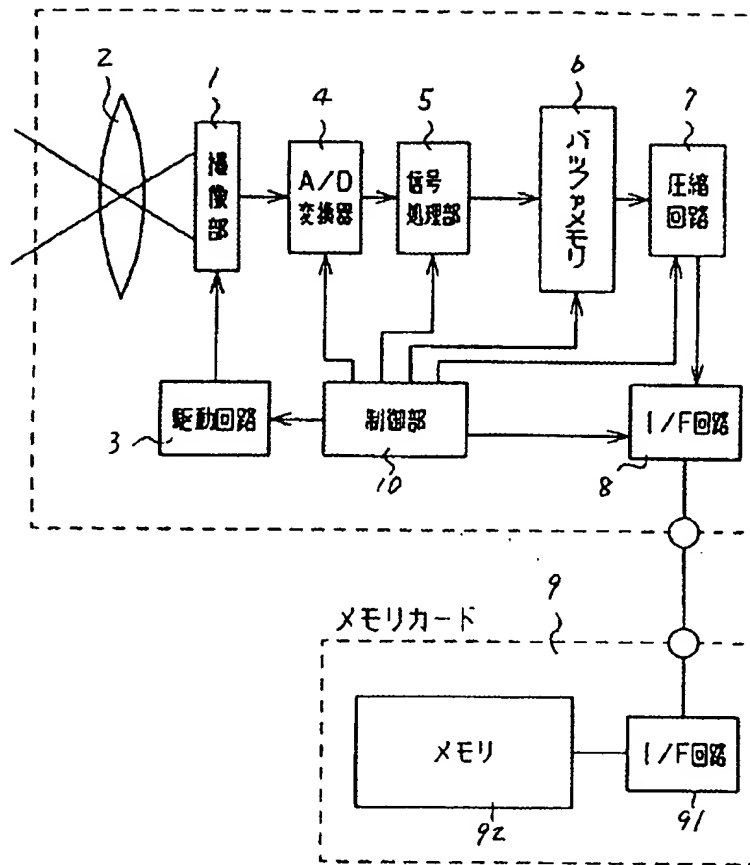 1
2
4
5
6
7
撮像部
A/D
変換器
信号
処理部
バッファメモリ
圧縮
回路
駆動回路
3
制御部
10
I/F回路
8
メモリカード
9
メモリ
92
I/F回路
91